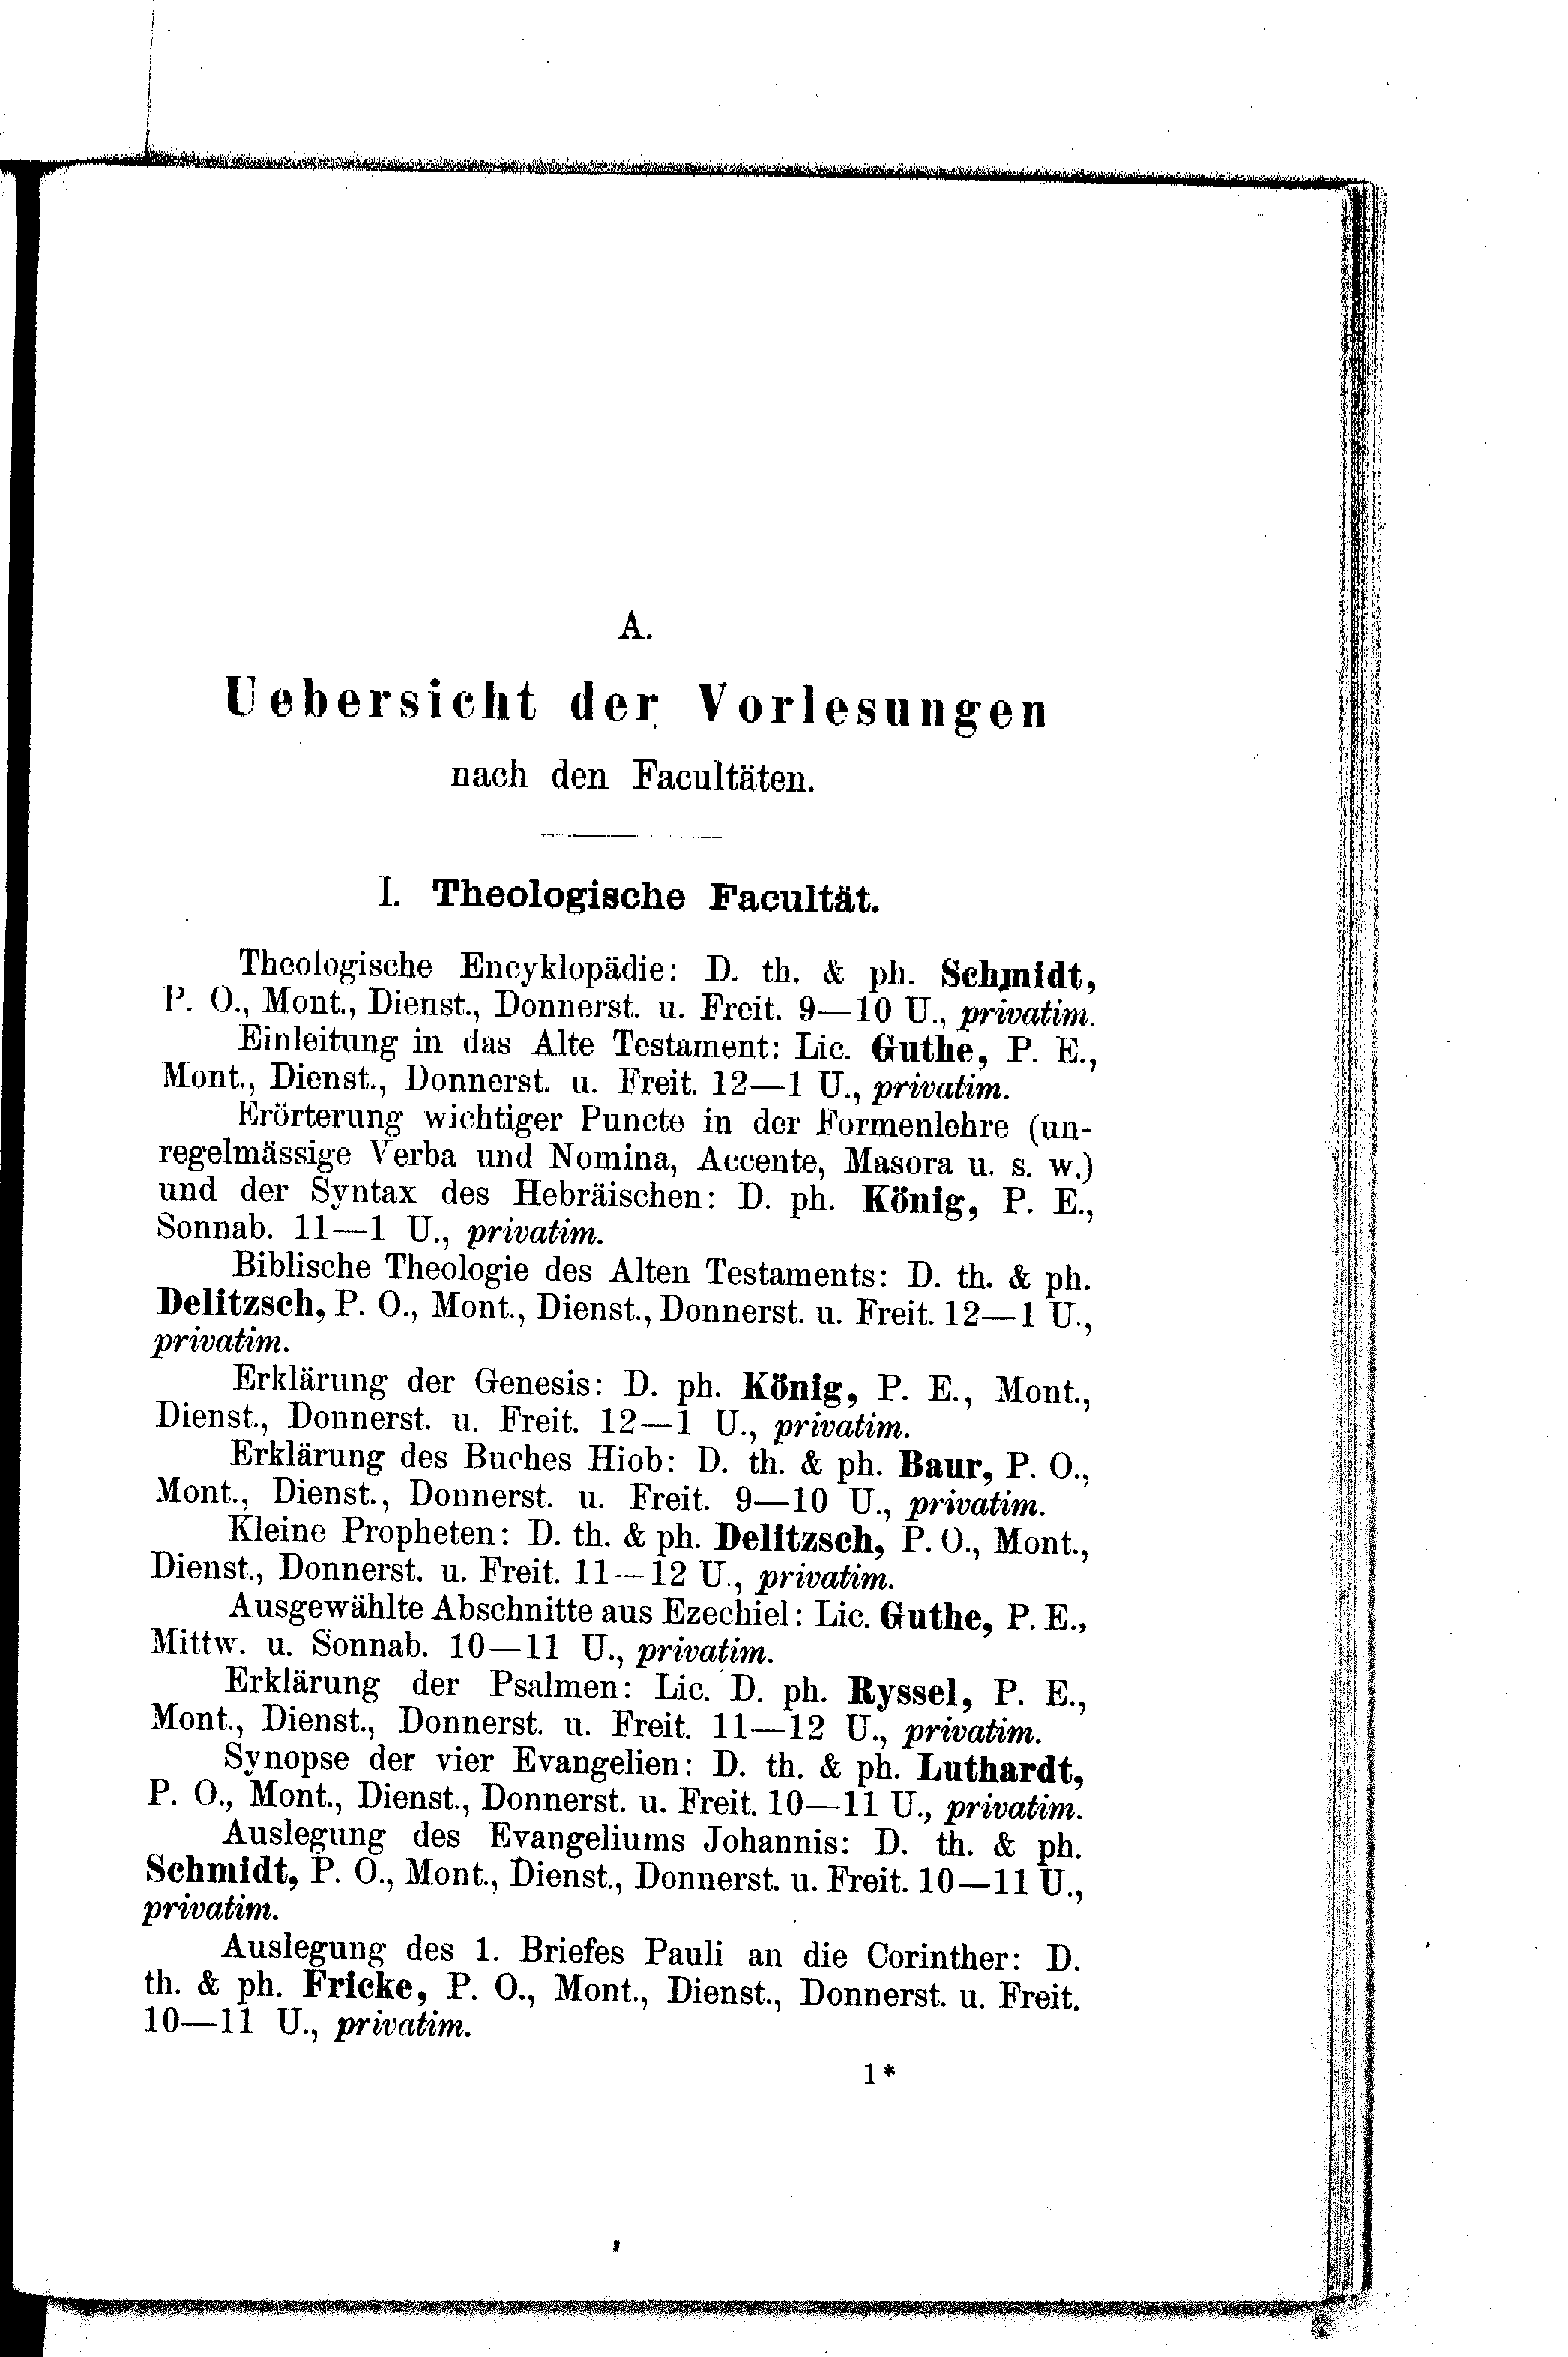 A.
Uebersicht der Vorlesungen
nach den Facultäten.
I. Theologische Facultät.
Theologische Encyklopädie: D. th. & ph. Schmidt,
P. O., Mont., Dienst., Donnerst. u. Freit. 9—10 U., privatim.
Einleitung in das Alte Testament: Lic. Guthe, P. E.,
Mont., Dienst., Donnerst. u. Freit. 12—1 U., privatim.
Erörterung wichtiger Puncte in der Formenlehre (un-
regelmässige Verba und Nomina, Accente, Masora u. s. w.)
und der Syntax des Hebräischen: D. ph. König, P. E.,
Sonnab. 11—1 U., privatim.
Biblische Theologie des Alten Testaments: D. th. & ph.
Delitzsch, P. O., Mont., Dienst., Donnerst. u. Freit. 12—1 U.,
privatim.
Erklärung der Genesis: D. ph. König, P. E., Mont.,
Dienst., Donnerst. u. Freit. 12—1 U., privatim.
Erklärung des Buches Hiob: D. th. & ph. Baur, P. O.,
Mont., Dienst., Donnerst. u. Freit. 9—10 U., privatim.
Kleine Propheten: D. th. & ph. Delitzsch, P. O., Mont.,
Dienst., Donnerst. u. Freit. 11—12 U., privatim.
Ausgewählte Abschnitte aus Ezechiel: Lic. Guthe, P. E.,
Mittw. u. Sonnab. 10—11 U., privatim.
Erklärung der Psalmen: Lic. D. ph. Ryssel, P. E.,
Mont., Dienst., Donnerst. u. Freit. 11—12 U., privatim.
Synopse der vier Evangelien: D. th. & ph. Luthardt,
P. O., Mont., Dienst., Donnerst. u. Freit. 10—11 U., privatim.
Auslegung des Evangeliums Johannis: D. th. & ph.
Schmidt, P. O., Mont., Dienst., Donnerst. u. Freit. 10—11 U.,
privatim.
Auslegung des 1. Briefes Pauli an die Corinther: D.
th. & ph. Fricke, P. O., Mont., Dienst., Donnerst. u. Freit.
10—11 U., privatim.
1*